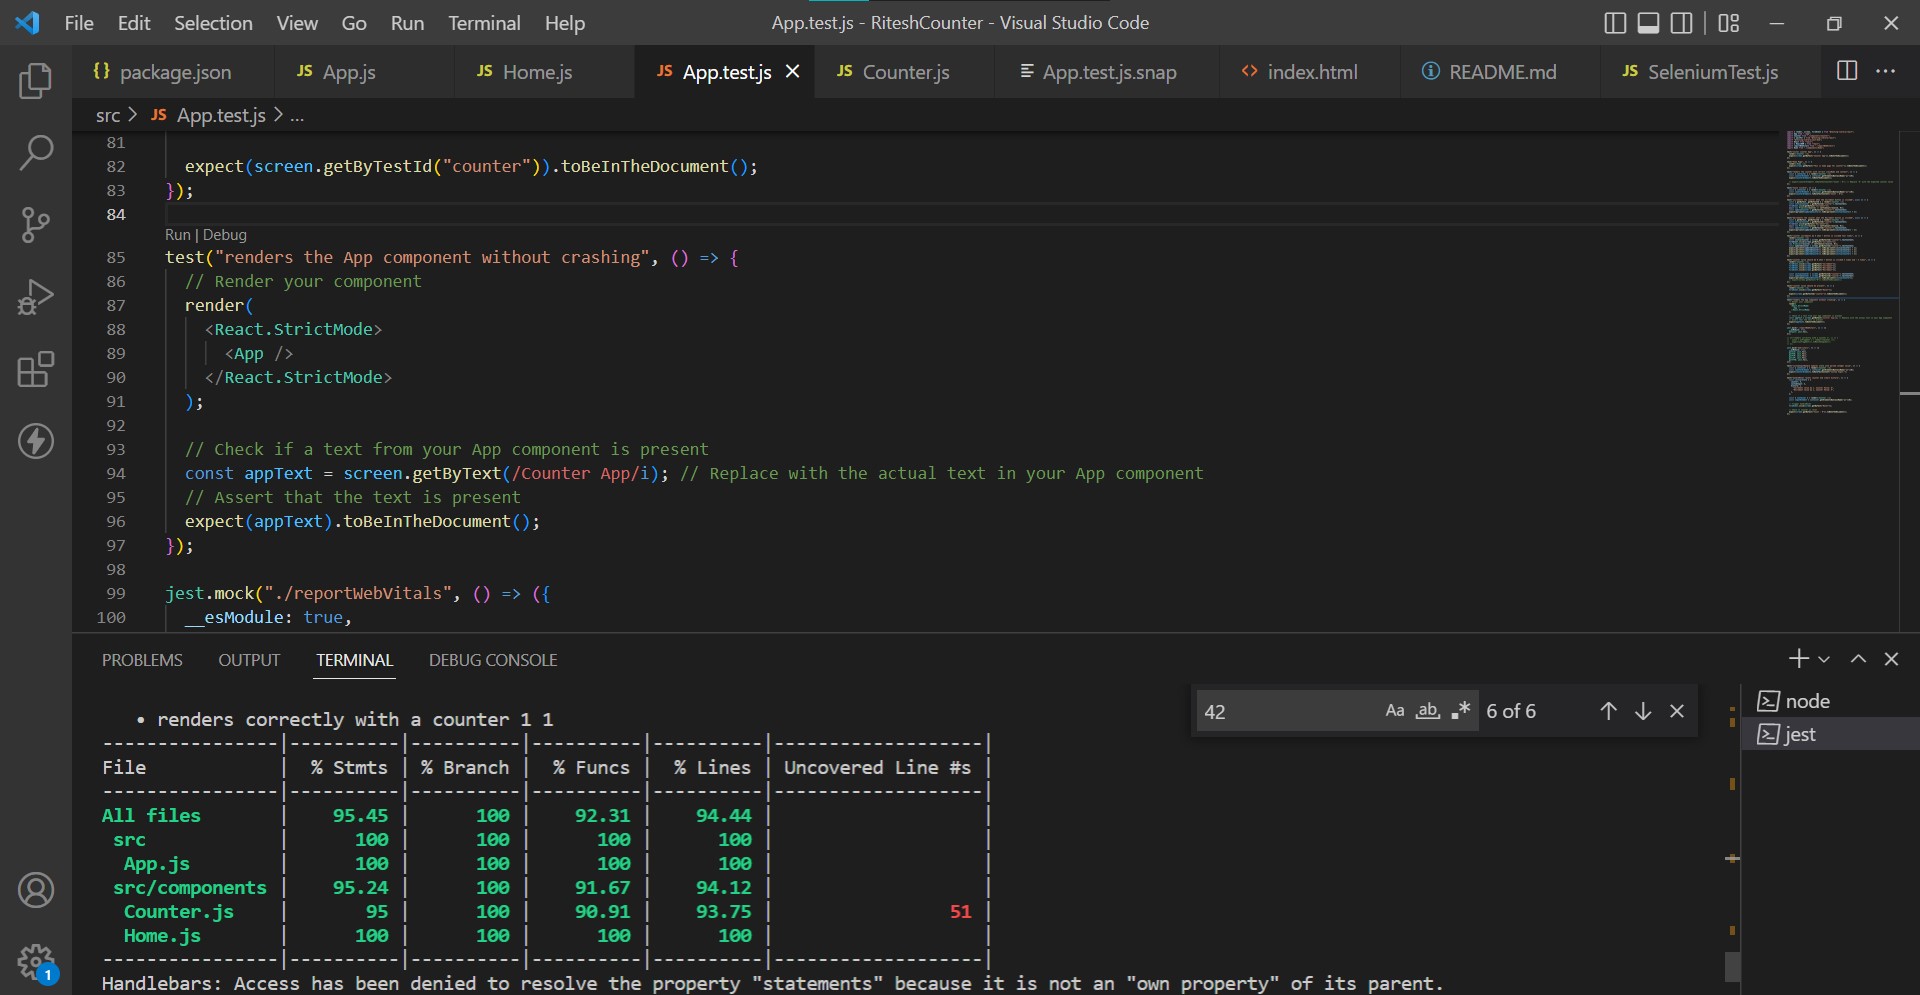 File Edit Selection View Go Run Terminal Help
App.test.js - RiteshCounter - Visual Studio Code
{} package.json
JS App.js
JS Home.js
JS App.test.js
JS Counter.js
App.test.js.snap
<> index.html
README.md
JS SeleniumTest.js
src > JS App.test.js > ...
81
82 expect(screen.getByTestId("counter")).toBeInTheDocument();
83 });
84
Run | Debug
85 test("renders the App component without crashing", () => {
86 // Render your component
87 render(
88 <React.StrictMode>
89 <App />
90 </React.StrictMode>
91 );
92
93 // Check if a text from your App component is present
94 const appText = screen.getByText(/Counter App/i); // Replace with the actual text in your App component
95 // Assert that the text is present
96 expect(appText).toBeInTheDocument();
97 });
98
99 jest.mock("./reportWebVitals", () => ({
100 __esModule: true,
PROBLEMS OUTPUT TERMINAL DEBUG CONSOLE
42 Aa ab .* 6 of 6
node
jest
• renders correctly with a counter 1 1
----------------|----------|----------|----------|----------|-------------------|
File | % Stmts | % Branch | % Funcs | % Lines | Uncovered Line #s |
----------------|----------|----------|----------|----------|-------------------|
All files | 95.45 | 100 | 92.31 | 94.44 | |
src | 100 | 100 | 100 | 100 | |
App.js | 100 | 100 | 100 | 100 | |
src/components | 95.24 | 100 | 91.67 | 94.12 | |
Counter.js | 95 | 100 | 90.91 | 93.75 | 51 |
Home.js | 100 | 100 | 100 | 100 | |
----------------|----------|----------|----------|----------|-------------------|
1
Handlebars: Access has been denied to resolve the property "statements" because it is not an "own property" of its parent.